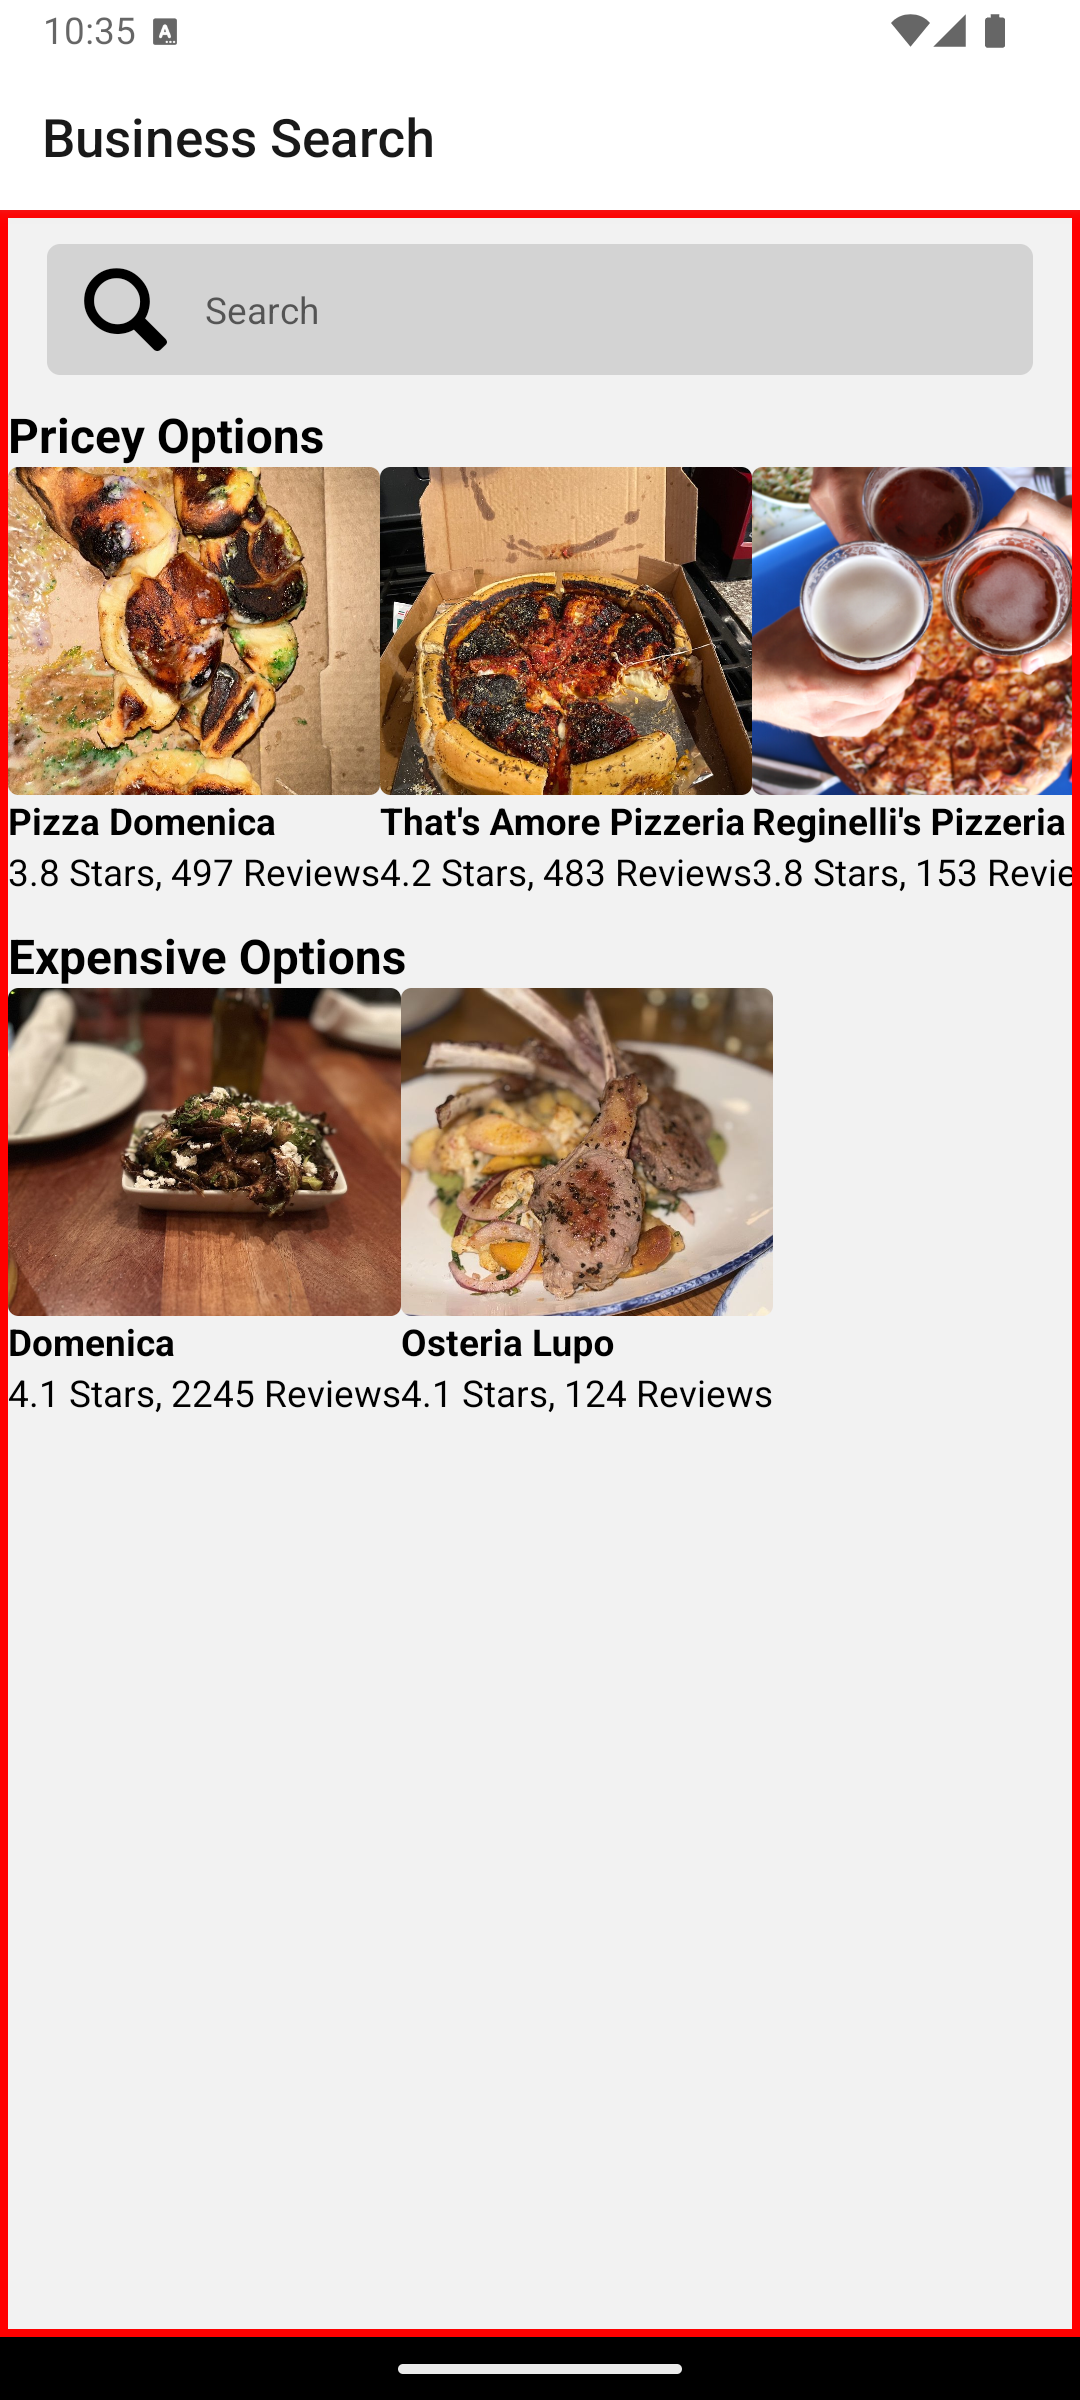 10:35
Business Search
Search
Pricey Options
Pizza Domenica
That's Amore Pizzeria
Reginelli's Pizzeria
3.8 Stars, 497 Reviews
4.2 Stars, 483 Reviews
3.8 Stars, 153 Revie
Expensive Options
Domenica
Osteria Lupo
4.1 Stars, 2245 Reviews
4.1 Stars, 124 Reviews